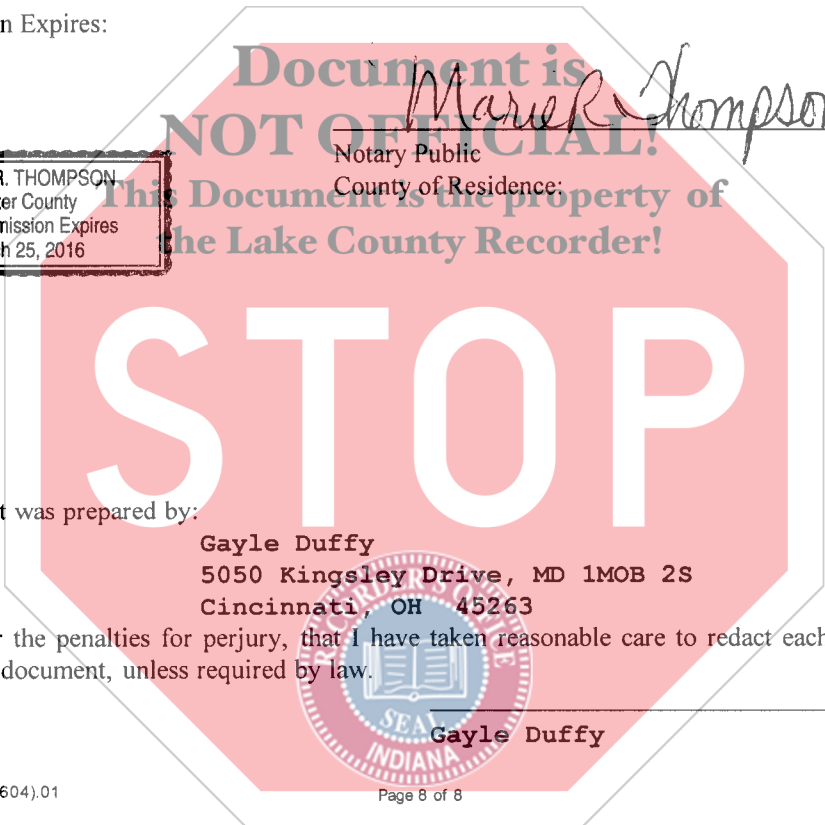 n Expires:
Document is
NOT OFFICIAL!
This Document is the property of
the Lake County Recorder!
Marie R Thompson
Notary Public
County of Residence:
R. THOMPSON
ter County
mission Expires
h 25, 2016
STOP
t was prepared by:
Gayle Duffy
5050 Kingsley Drive, MD 1MOB 2S
Cincinnati, OH 45263
r the penalties for perjury, that I have taken reasonable care to redact each
document, unless required by law.
RECORDER'S OFFICE
SEAL
INDIANA
Gayle Duffy
604).01
Page 8 of 8